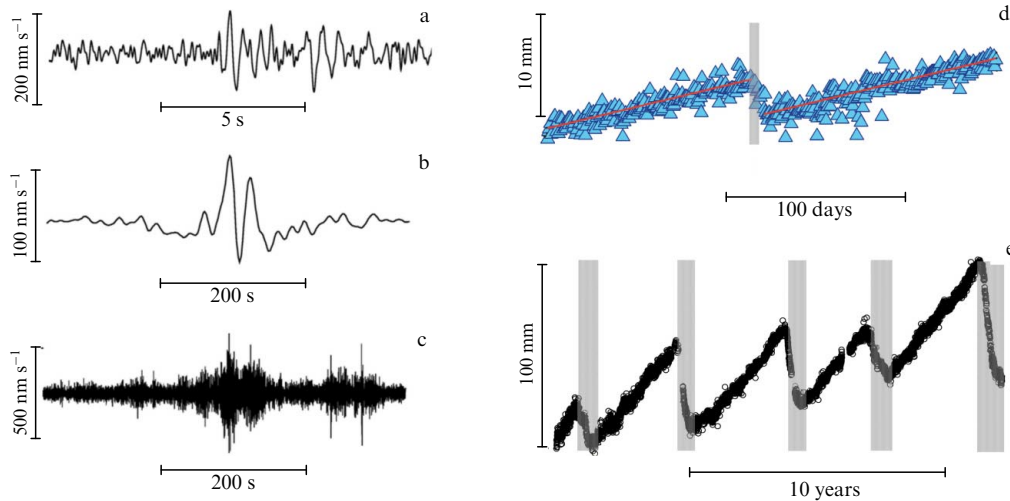 a
200 nm s⁻¹
5 s
b
100 nm s⁻¹
200 s
c
500 nm s⁻¹
200 s
d
10 mm
100 days
e
100 mm
10 years